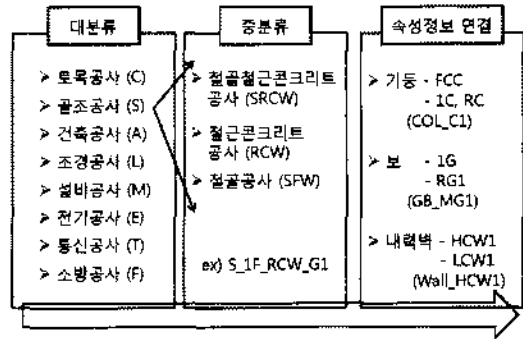 대분류
➢ 토목공사 (C)
➢ 골조공사 (S)
➢ 건축공사 (A)
➢ 조경공사 (L)
➢ 설비공사 (M)
➢ 전기공사 (E)
➢ 통신공사 (T)
➢ 소방공사 (F)
중분류
➢ 철골철근콘크리트
공사 (SRCW)
➢ 철근콘크리트
공사 (RCW)
➢ 철골공사 (SFW)
ex) S_1F_RCW_G1
속성정보 연결
➢ 기둥 - FCC
- 1C, RC
(COL_C1)
➢ 보 - 1G
- RG1
(GB_MG1)
➢ 내력벽 - HCW1
- LCW1
(Wall_HCW1)